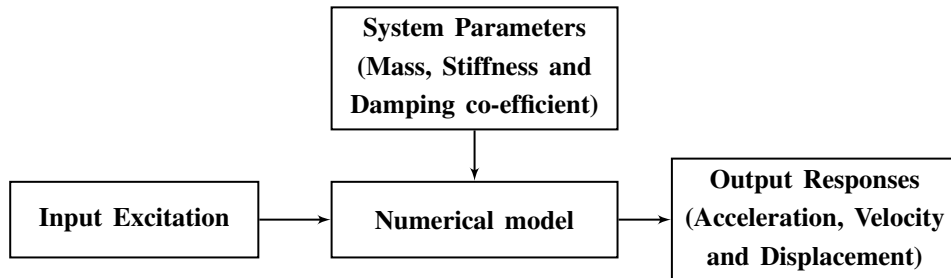 System Parameters
(Mass, Stiffness and
Damping co-efficient)
Input Excitation
Numerical model
Output Responses
(Acceleration, Velocity
and Displacement)